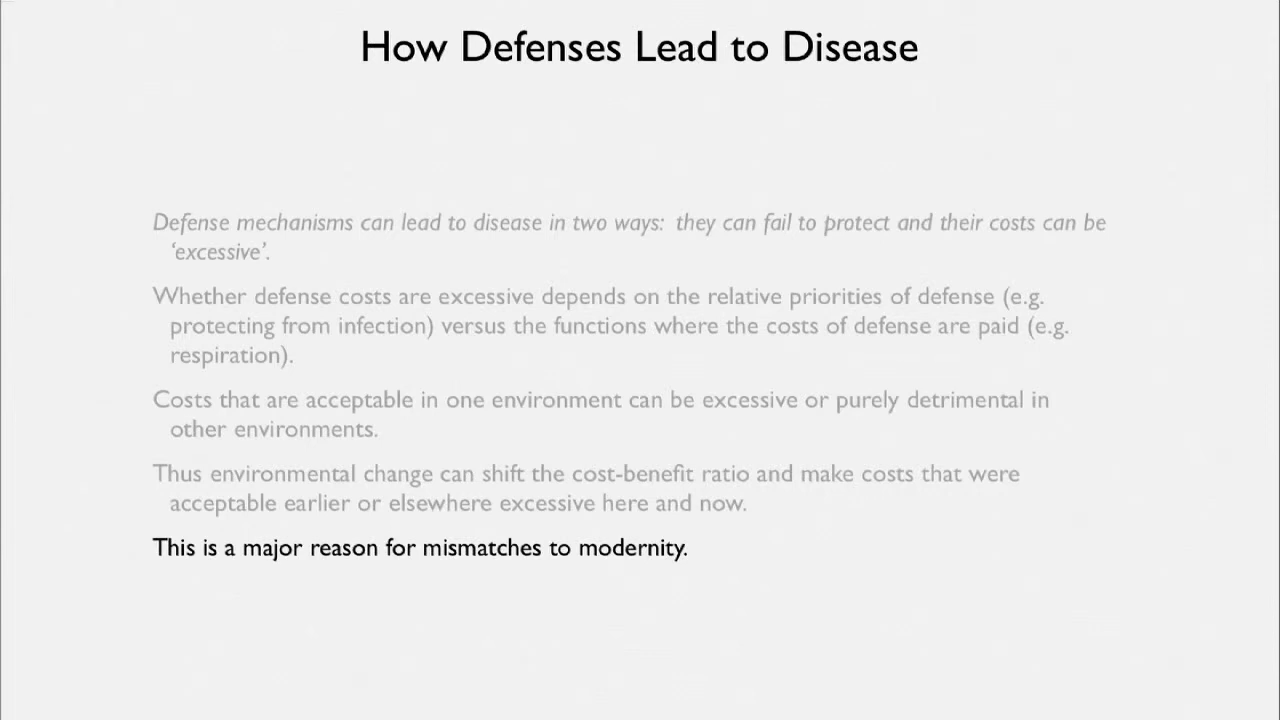 How Defenses Lead to Disease
Defense mechanisms can lead to disease in two ways:  they can fail to protect and their costs can be
‘excessive’.
Whether defense costs are excessive depends on the relative priorities of defense (e.g.
protecting from infection) versus the functions where the costs of defense are paid (e.g.
respiration).
Costs that are acceptable in one environment can be excessive or purely detrimental in
other environments.
Thus environmental change can shift the cost-benefit ratio and make costs that were
acceptable earlier or elsewhere excessive here and now.
This is a major reason for mismatches to modernity.